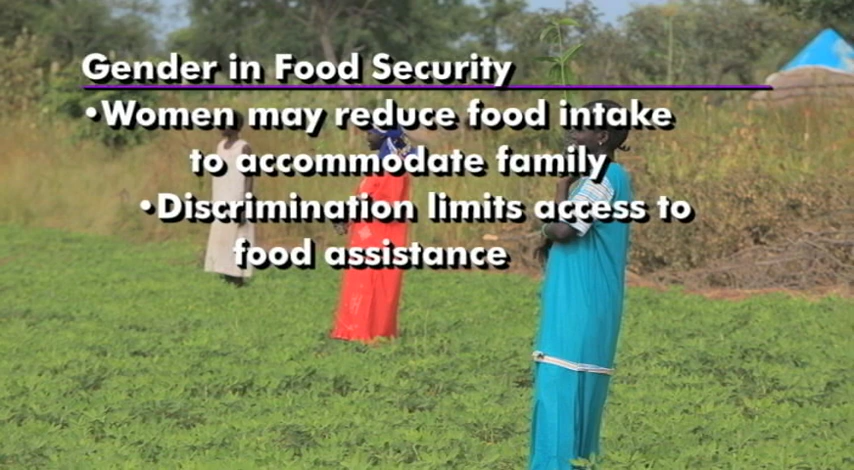 Gender in Food Security
•Women may reduce food intake
to accommodate family
•Discrimination limits access to
food assistance